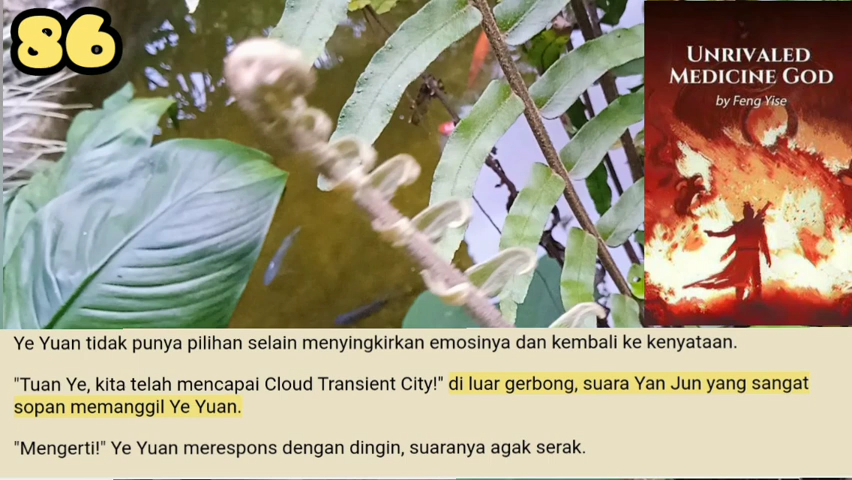 86
UNRIVALED
MEDICINE GOD
by Feng Yise
Ye Yuan tidak punya pilihan selain menyingkirkan emosinya dan kembali ke kenyataan.
"Tuan Ye, kita telah mencapai Cloud Transient City!" di luar gerbong, suara Yan Jun yang sangat
sopan memanggil Ye Yuan.
"Mengerti!" Ye Yuan merespons dengan dingin, suaranya agak serak.